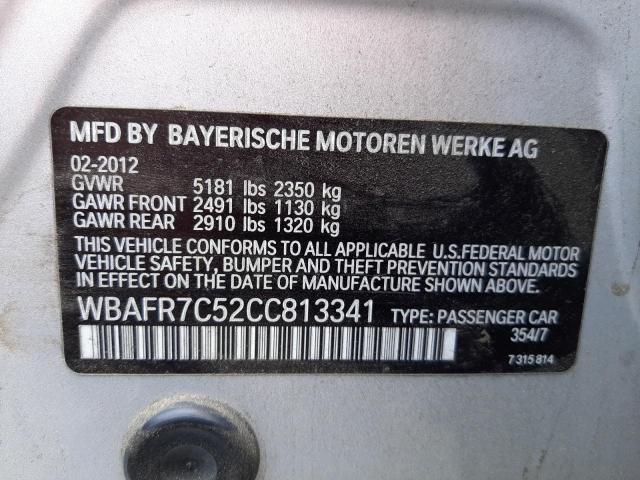 MFD BY BAYERISCHE MOTOREN WERKE AG
02-2012
GVWR 5181 lbs 2350 kg
GAWR FRONT 2491 lbs 1130 kg
GAWR REAR 2910 lbs 1320 kg
THIS VEHICLE CONFORMS TO ALL APPLICABLE U.S.FEDERAL MOTOR
VEHICLE SAFETY, BUMPER AND THEFT PREVENTION STANDARDS
IN EFFECT ON THE DATE OF MANUFACTURE SHOWN ABOVE.
WBAFR7C52CC813341 TYPE: PASSENGER CAR
354/7
7 315 814